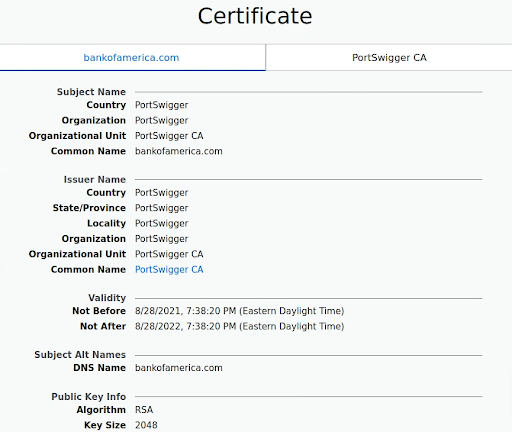 Certificate
bankofamerica.com PortSwigger CA
Subject Name
Country PortSwigger
Organization PortSwigger
Organizational Unit PortSwigger CA
Common Name bankofamerica.com
Issuer Name
Country PortSwigger
State/Province PortSwigger
Locality PortSwigger
Organization PortSwigger
Organizational Unit PortSwigger CA
Common Name PortSwigger CA
Validity
Not Before 8/28/2021, 7:38:20 PM (Eastern Daylight Time)
Not After 8/28/2022, 7:38:20 PM (Eastern Daylight Time)
Subject Alt Names
DNS Name bankofamerica.com
Public Key Info
Algorithm RSA
Key Size 2048